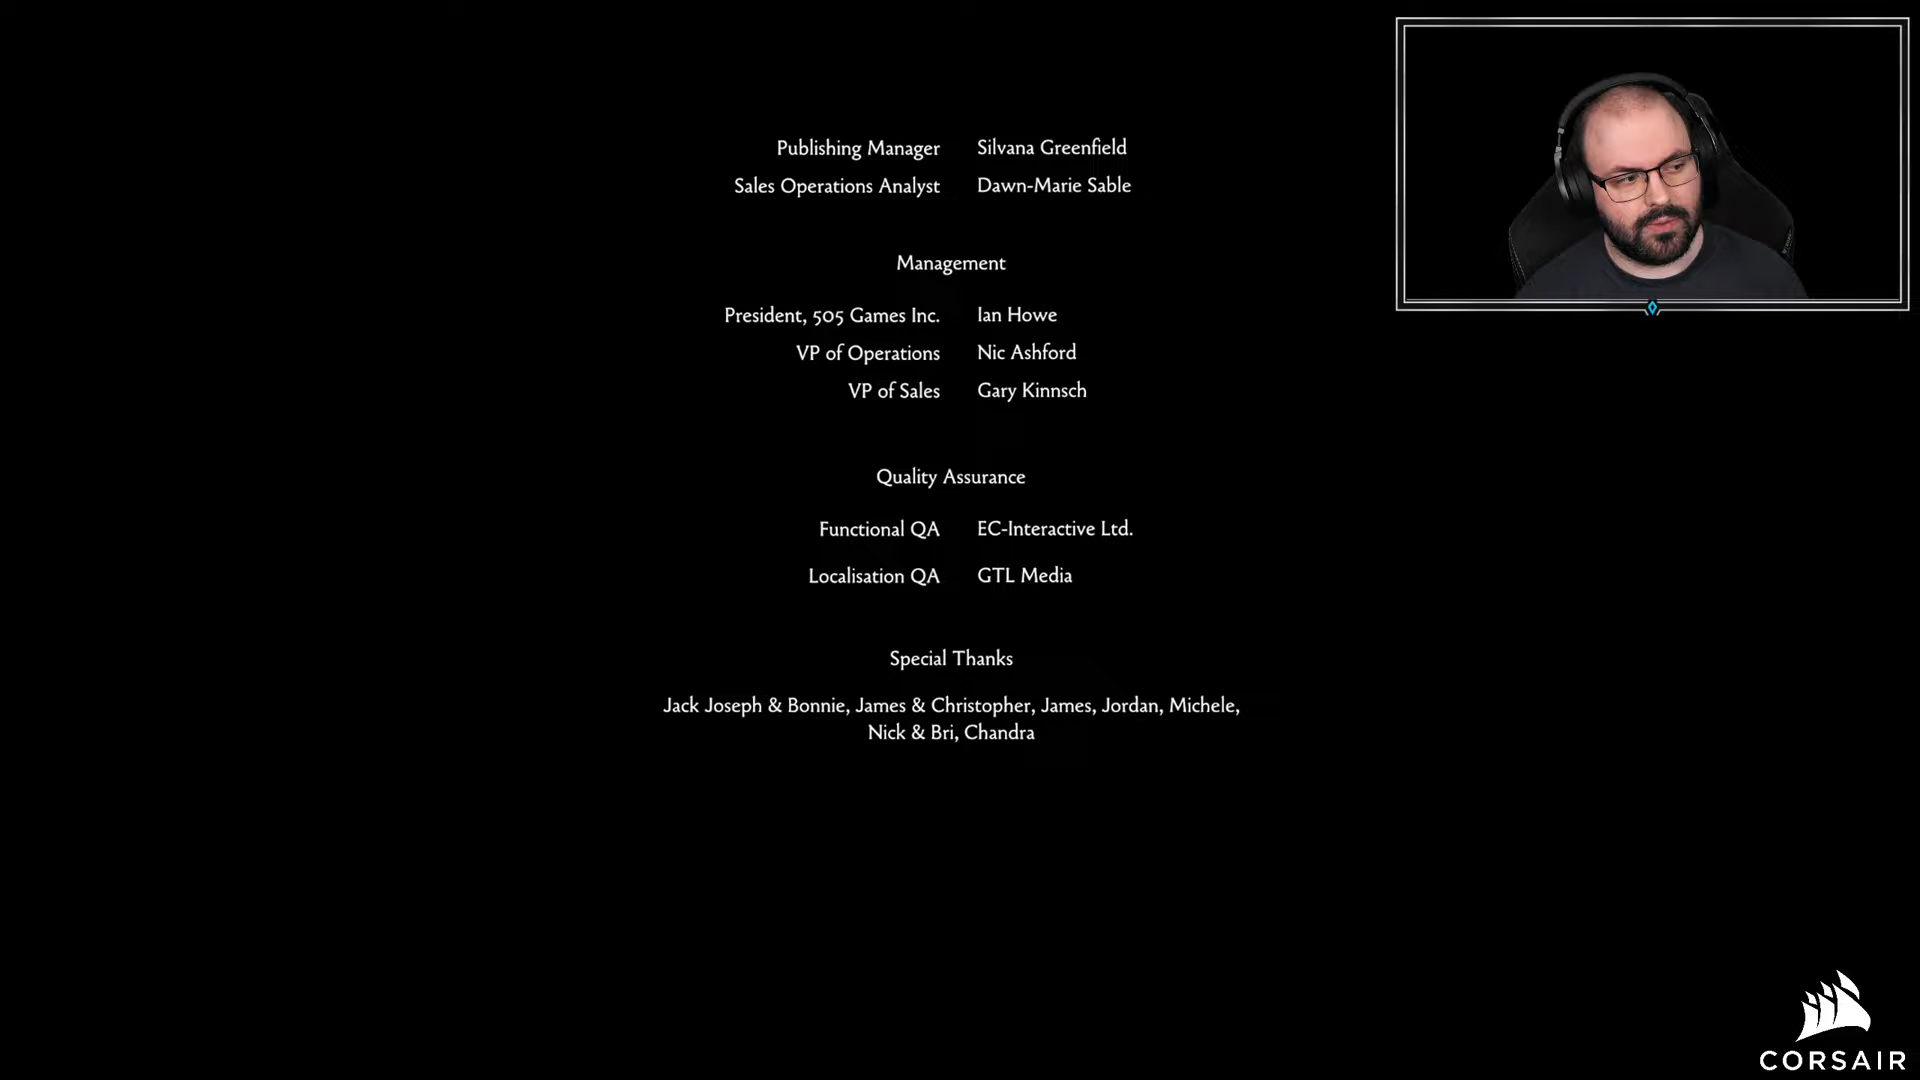 Publishing Manager Silvana Greenfield
Sales Operations Analyst Dawn-Marie Sable
Management
President, 505 Games Inc. Ian Howe
VP of Operations Nic Ashford
VP of Sales Gary Kinnsch
Quality Assurance
Functional QA EC-Interactive Ltd.
Localisation QA GTL Media
Special Thanks
Jack Joseph & Bonnie, James & Christopher, James, Jordan, Michele,
Nick & Bri, Chandra
CORSAIR